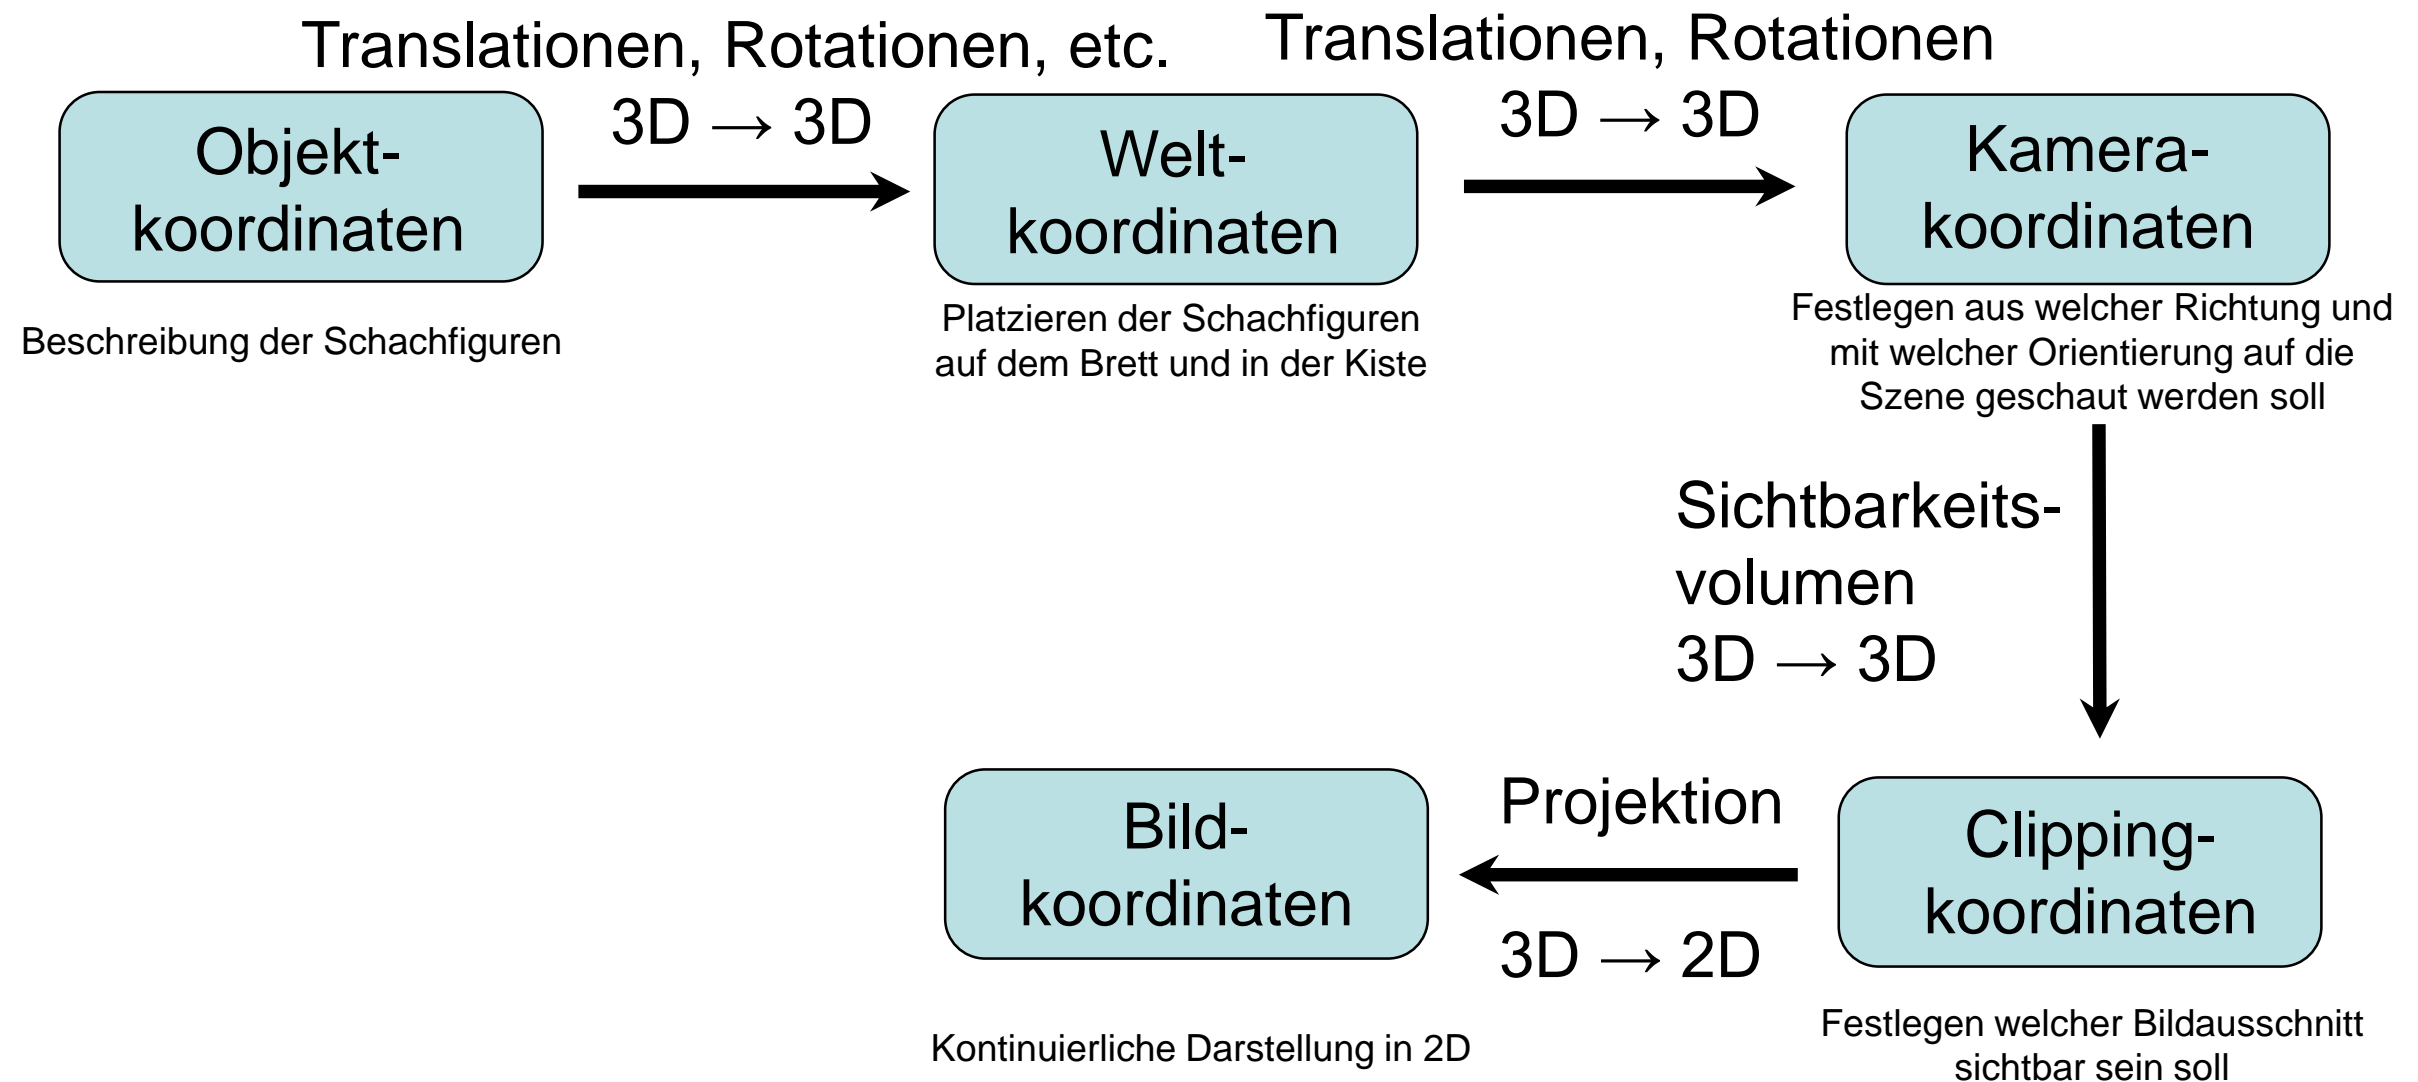 Translationen, Rotationen, etc.
3D → 3D
Translationen, Rotationen
3D → 3D
Objekt-
koordinaten
Welt-
koordinaten
Kamera-
koordinaten
Beschreibung der Schachfiguren
Platzieren der Schachfiguren
auf dem Brett und in der Kiste
Festlegen aus welcher Richtung und
mit welcher Orientierung auf die
Szene geschaut werden soll
Sichtbarkeits-
volumen
3D → 3D
Bild-
koordinaten
Projektion
3D → 2D
Clipping-
koordinaten
Kontinuierliche Darstellung in 2D
Festlegen welcher Bildausschnitt
sichtbar sein soll